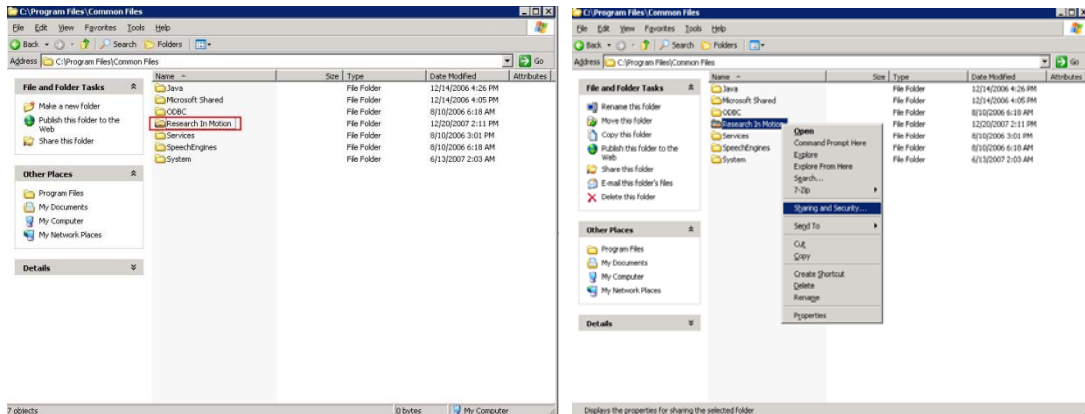 C:\Program Files\Common Files
File Edit View Favorites Tools Help
Back Search Folders
Address C:\Program Files\Common Files Go
File and Folder Tasks
Make a new folder
Publish this folder to the
Web
Share this folder
Other Places
Program Files
My Documents
My Computer
My Network Places
Details
Name Size Type Date Modified Attributes
Java File Folder 12/14/2006 4:26 PM
Microsoft Shared File Folder 12/14/2006 4:05 PM
ODBC File Folder 8/10/2006 6:18 AM
Research In Motion File Folder 12/20/2007 2:11 PM
Services File Folder 8/10/2006 3:01 PM
SpeechEngines File Folder 8/10/2006 6:18 AM
System File Folder 6/13/2007 2:03 AM
7 objects 0 bytes My Computer
C:\Program Files\Common Files
File Edit View Favorites Tools Help
Back Search Folders
Address C:\Program Files\Common Files Go
File and Folder Tasks
Rename this folder
Move this folder
Copy this folder
Publish this folder to the
Web
Share this folder
E-mail this folder's files
Delete this folder
Other Places
Program Files
My Documents
My Computer
My Network Places
Details
Name Size Type Date Modified Attributes
Java File Folder 12/14/2006 4:26 PM
Microsoft Shared File Folder 12/14/2006 4:05 PM
ODBC File Folder 8/10/2006 6:18 AM
Research In Motion File Folder 12/20/2007 2:11 PM
Services File Folder 8/10/2006 3:01 PM
SpeechEngines File Folder 8/10/2006 6:18 AM
System File Folder 6/13/2007 2:03 AM
Open
Command Prompt Here
Explore
Explore From Here
Search...
7-Zip
Sharing and Security...
Send To
Cut
Copy
Create Shortcut
Delete
Rename
Properties
Displays the properties for sharing the selected folder